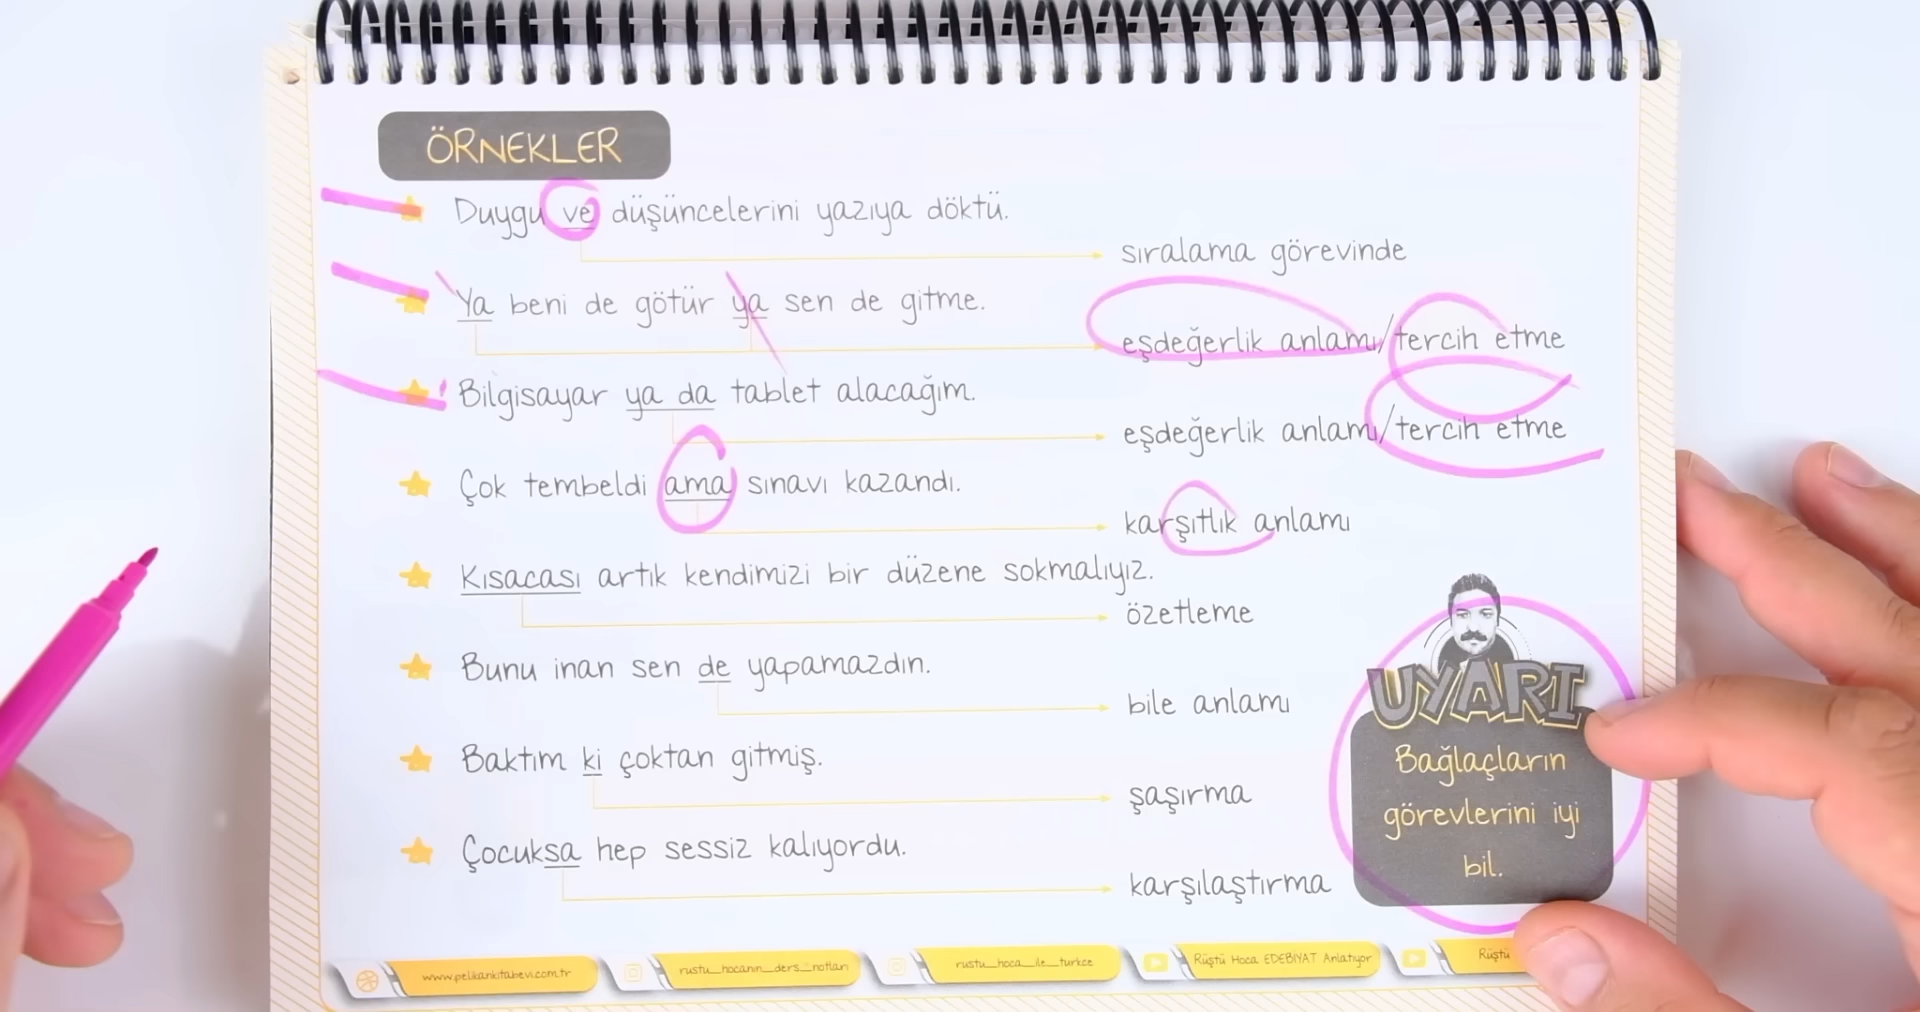 ÖRNEKLER
Duygu ve düşüncelerini yazıya döktü.
sıralama görevinde
Ya beni de götür ya sen de gitme.
eşdeğerlik anlamı/tercih etme
Bilgisayar ya da tablet alacağım.
eşdeğerlik anlamı/tercih etme
Çok tembeldi ama sınavı kazandı.
karşıtlık anlamı
Kısacası artık kendimizi bir düzene sokmalıyız.
özetleme
Bunu inan sen de yapamazdın.
bile anlamı
Baktım ki çoktan gitmiş.
şaşırma
Çocuksa hep sessiz kalıyordu.
karşılaştırma
UYARI
Bağlaçların
görevlerini iyi
bil.
www.pelikankitabevi.com.tr
rustu_hocanın_ders_notları
rustu_hoca_ile_turkce
Rüştü Hoca EDEBİYAT Anlatıyor
Rüştü